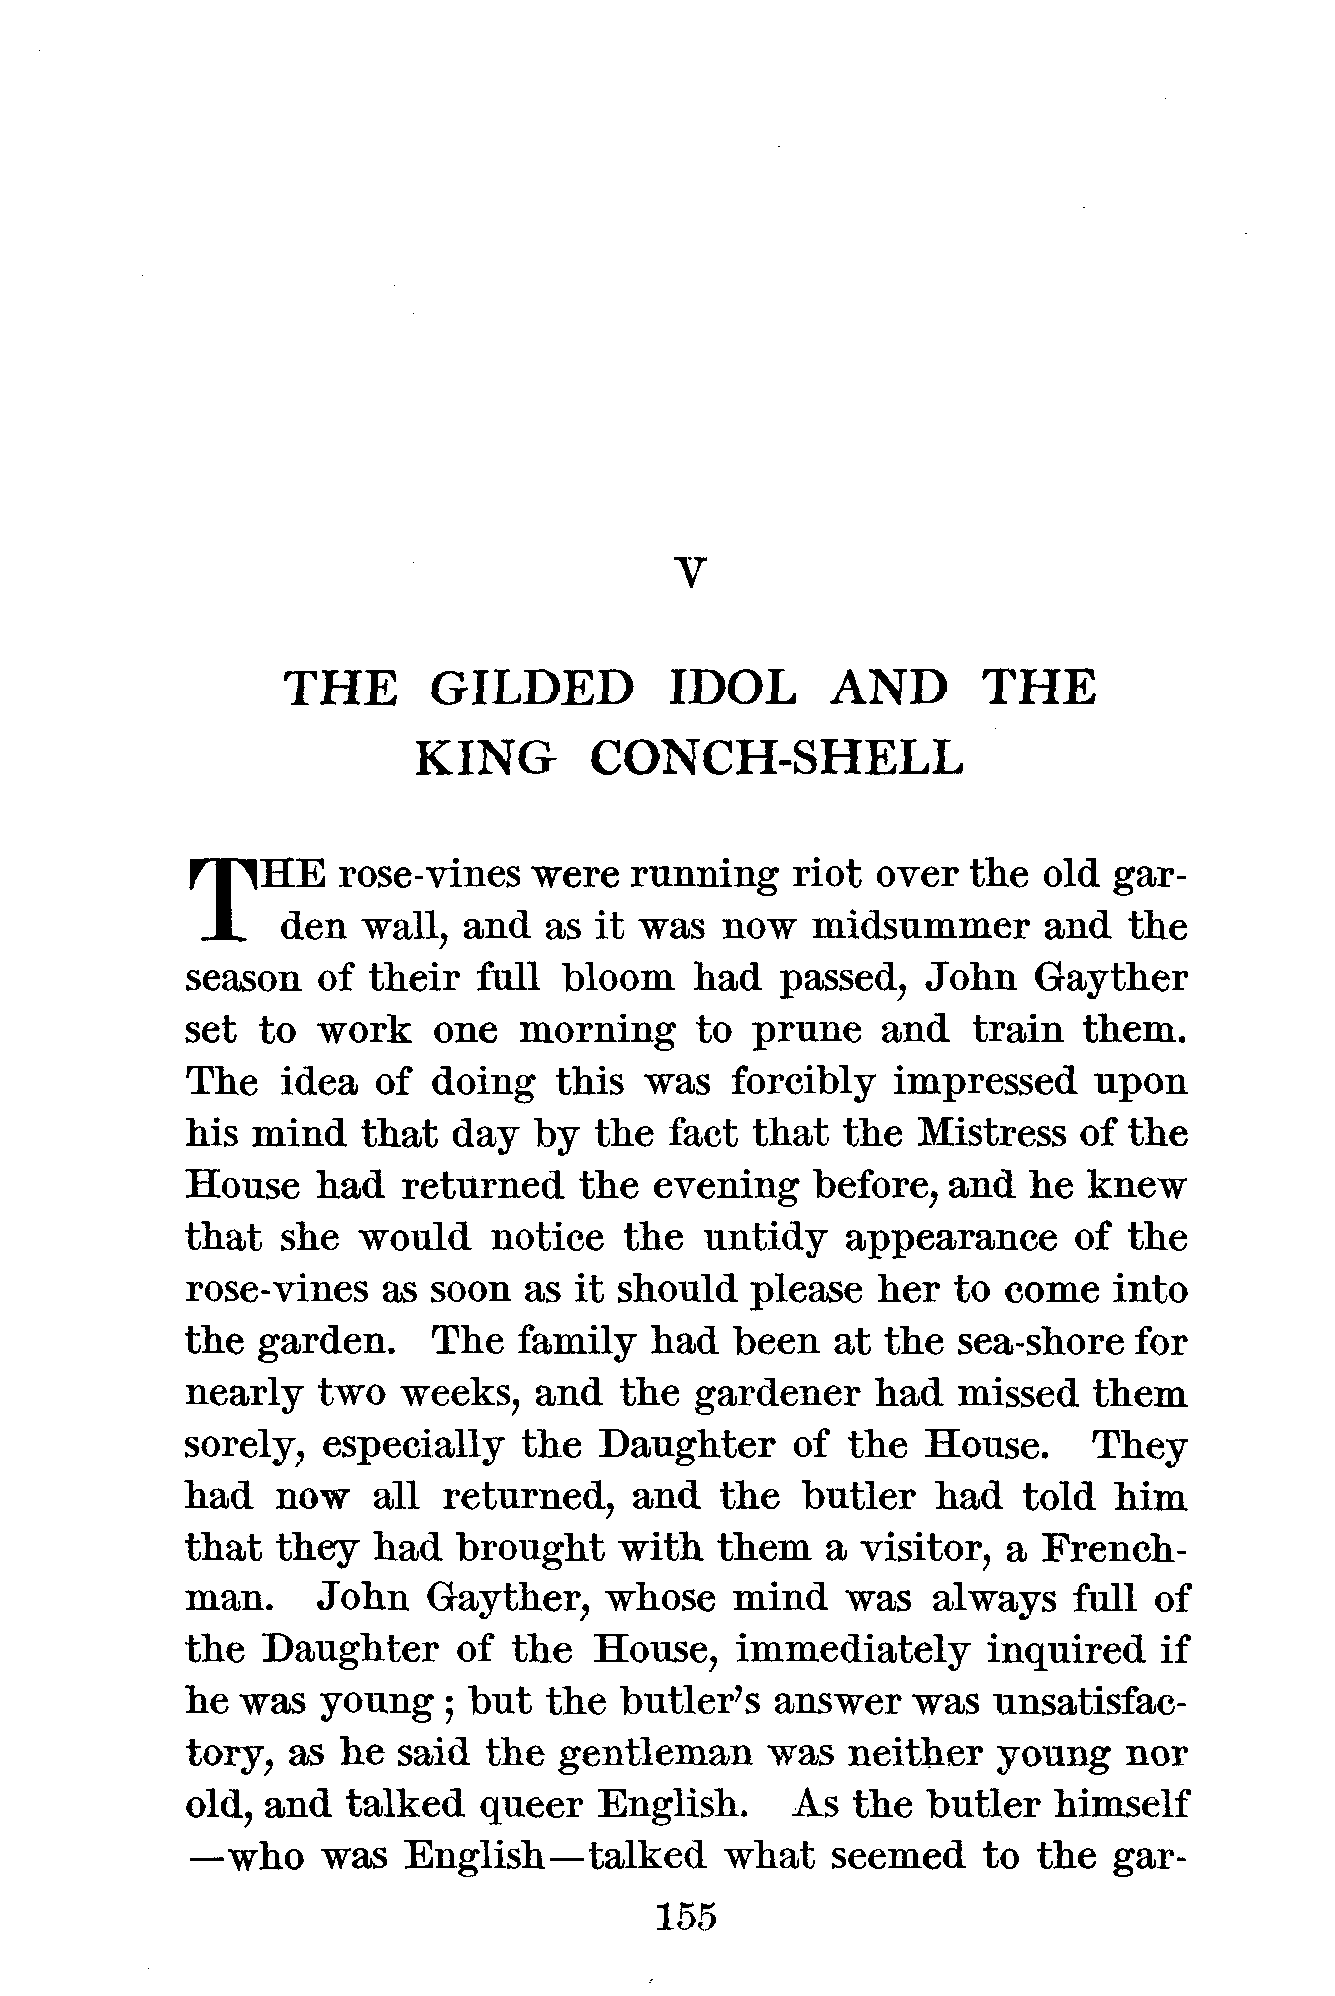 V
THE GILDED IDOL AND THE
KING CONCH-SHELL
THE rose-vines were running riot over the old gar-
den wall, and as it was now midsummer and the
season of their full bloom had passed, John Gayther
set to work one morning to prune and train them.
The idea of doing this was forcibly impressed upon
his mind that day by the fact that the Mistress of the
House had returned the evening before, and he knew
that she would notice the untidy appearance of the
rose-vines as soon as it should please her to come into
the garden. The family had been at the sea-shore for
nearly two weeks, and the gardener had missed them
sorely, especially the Daughter of the House. They
had now all returned, and the butler had told him
that they had brought with them a visitor, a French-
man. John Gayther, whose mind was always full of
the Daughter of the House, immediately inquired if
he was young; but the butler's answer was unsatisfac-
tory, as he said the gentleman was neither young nor
old, and talked queer English. As the butler himself
—who was English—talked what seemed to the gar-
155